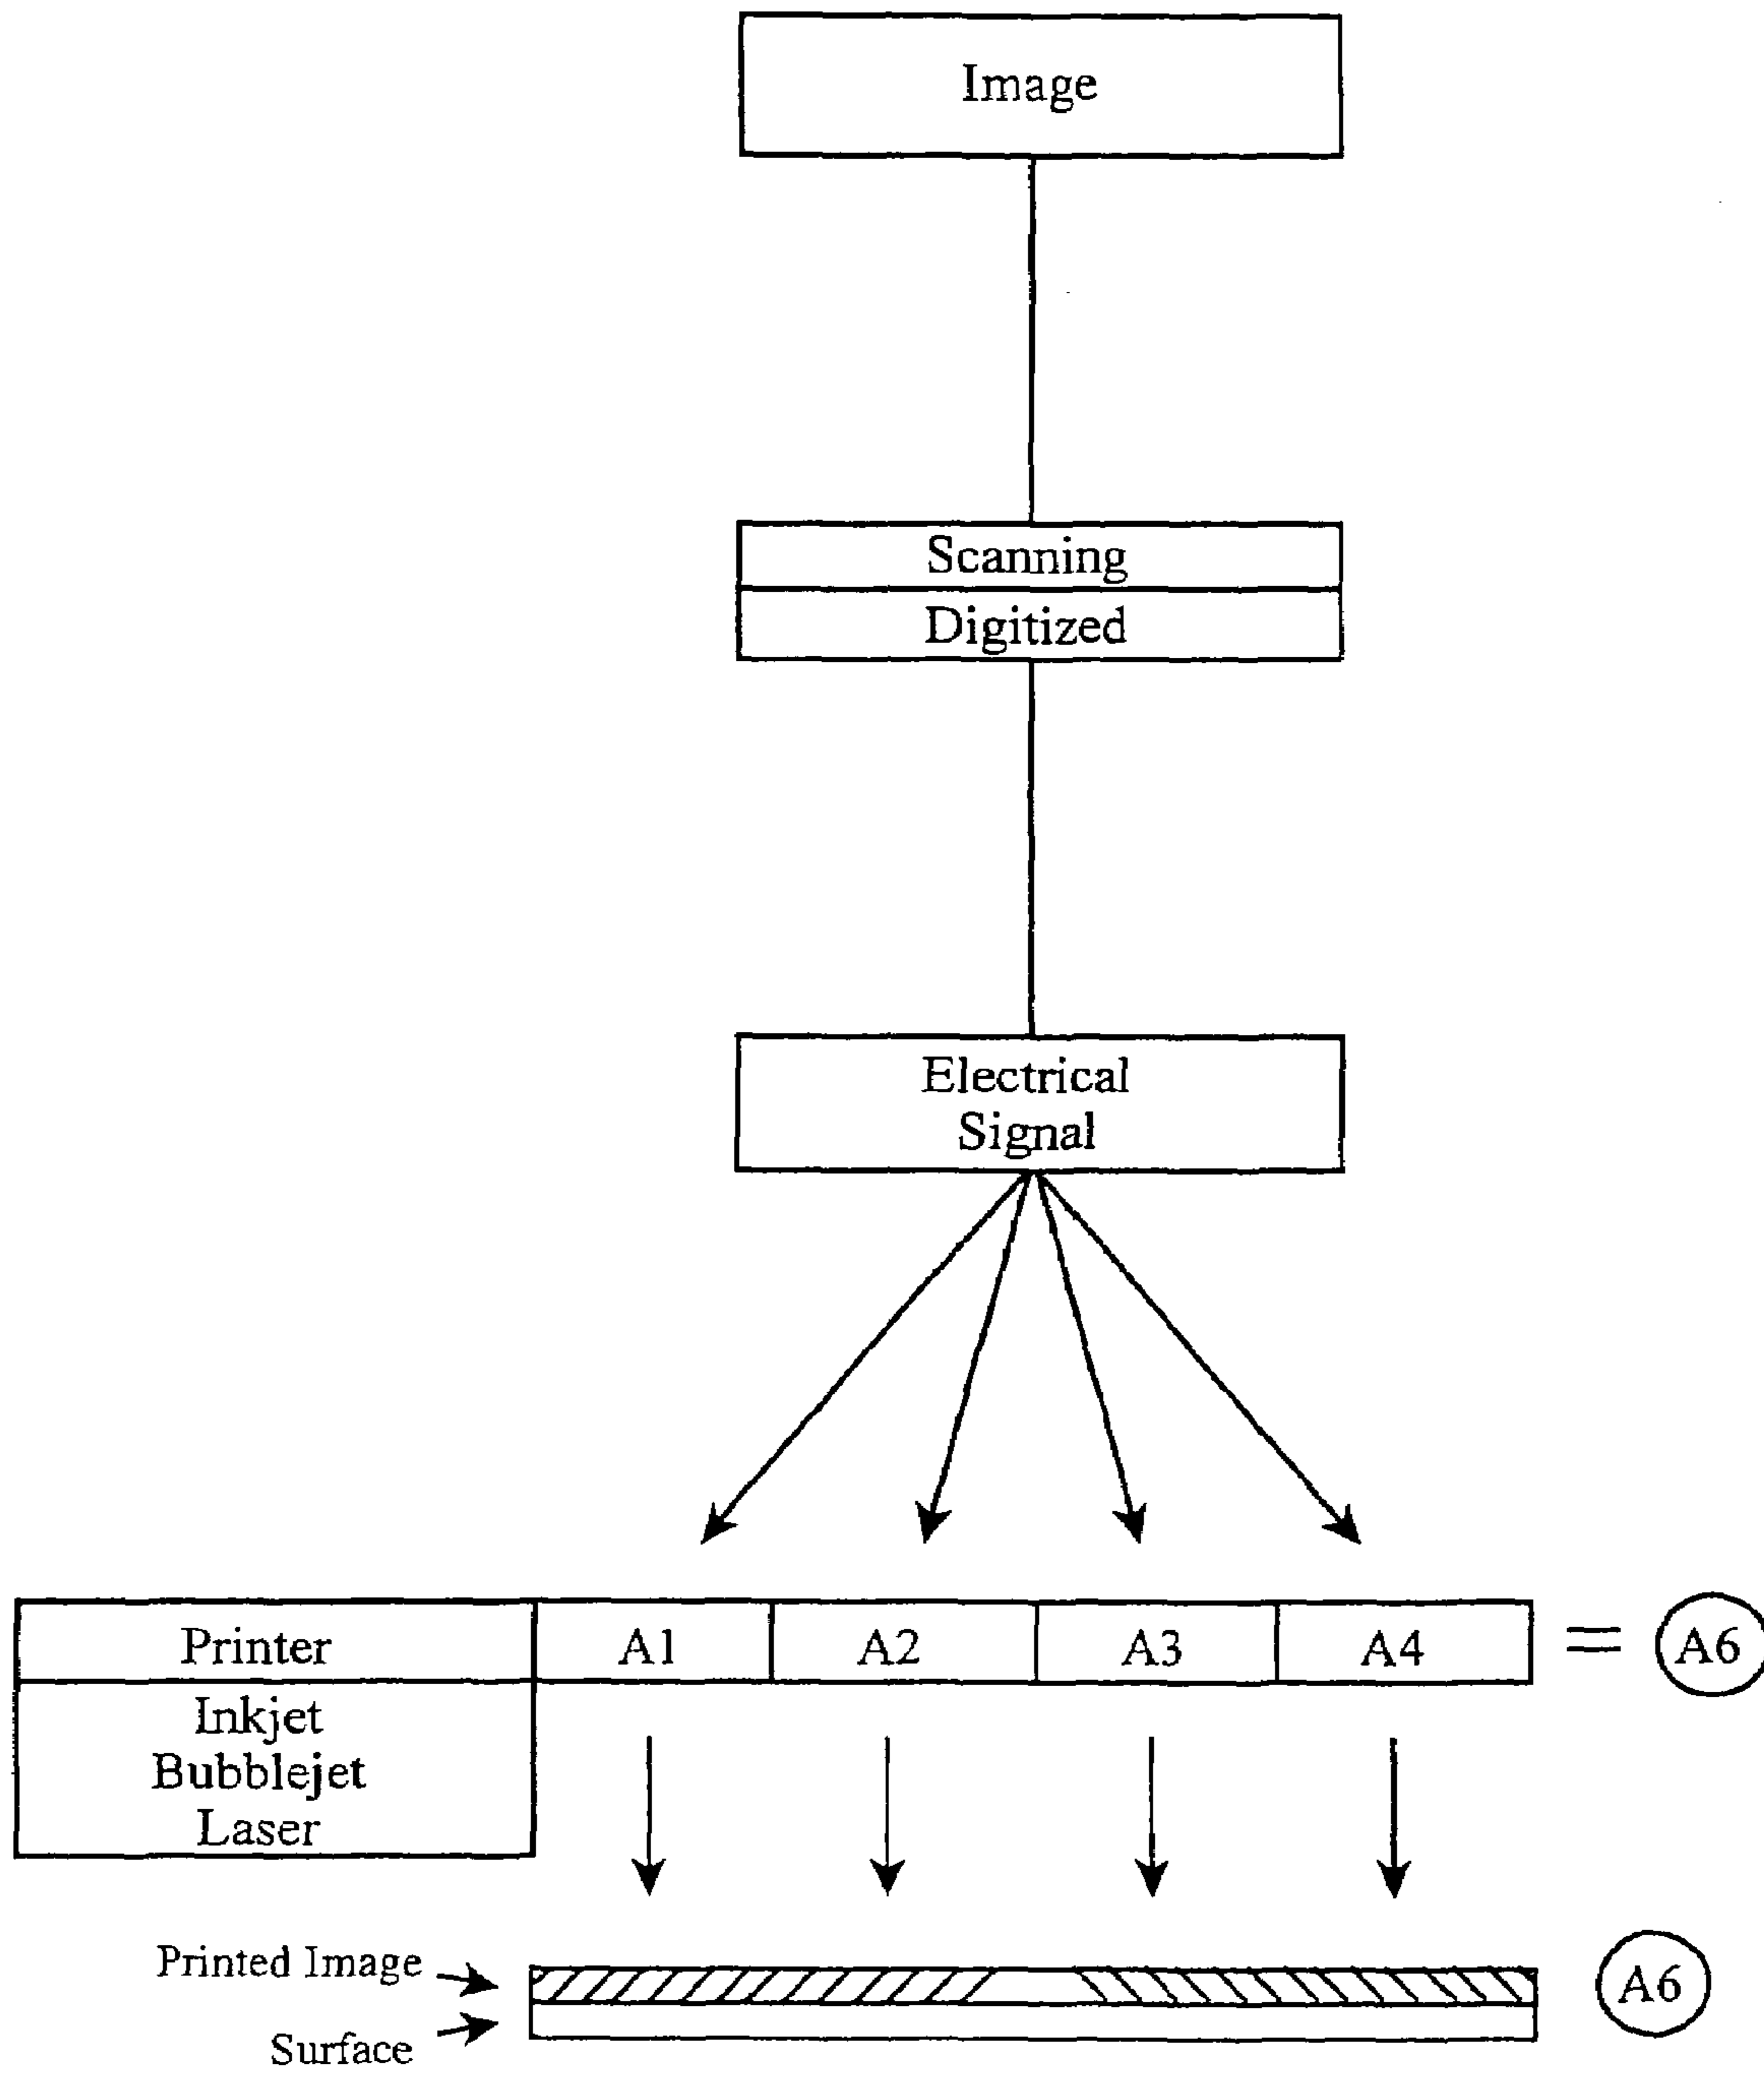 Image
Scanning
Digitized
Electrical
Signal
Printer A1 A2 A3 A4 = A6
Inkjet
Bubblejet
Laser
Printed Image
A6
Surface